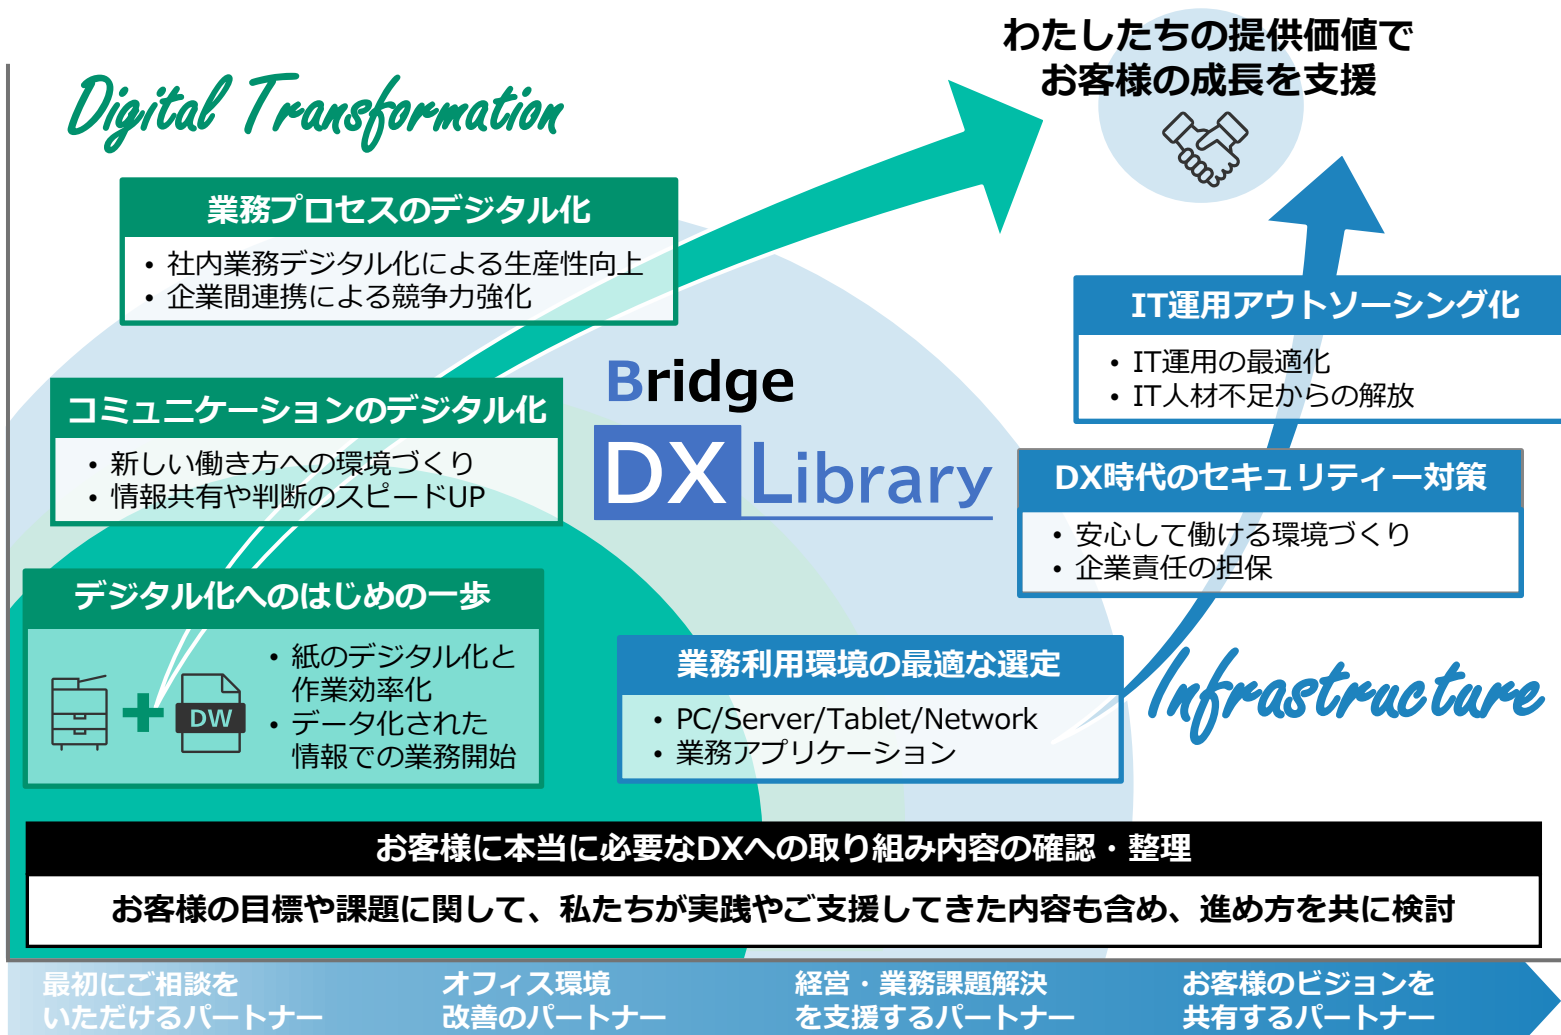 わたしたちの提供価値で
お客様の成長を支援
Digital Transformation
業務プロセスのデジタル化
• 社内業務デジタル化による生産性向上
• 企業間連携による競争力強化
コミュニケーションのデジタル化
• 新しい働き方への環境づくり
• 情報共有や判断のスピードUP
デジタル化へのはじめの一歩
DW
• 紙のデジタル化と
作業効率化
• データ化された
情報での業務開始
Bridge
DX Library
IT運用アウトソーシング化
• IT運用の最適化
• IT人材不足からの解放
DX時代のセキュリティー対策
• 安心して働ける環境づくり
• 企業責任の担保
業務利用環境の最適な選定
• PC/Server/Tablet/Network
• 業務アプリケーション
Infrastructure
お客様に本当に必要なDXへの取り組み内容の確認・整理
お客様の目標や課題に関して、私たちが実践やご支援してきた内容も含め、進め方を共に検討
最初にご相談を
いただけるパートナー
オフィス環境
改善のパートナー
経営・業務課題解決
を支援するパートナー
お客様のビジョンを
共有するパートナー